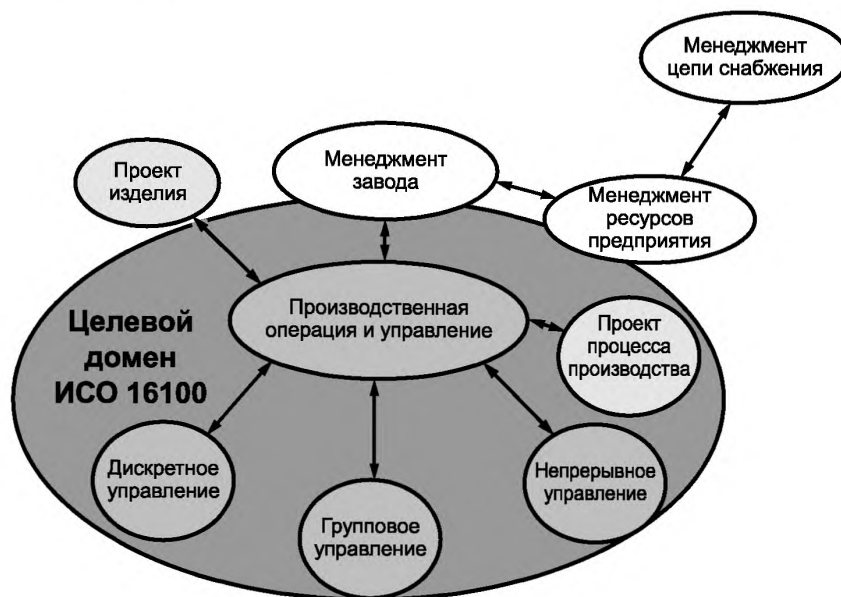 Менеджмент
цепи снабжения
Проект
изделия
Менеджмент
завода
Менеджмент
ресурсов
предприятия
Целевой
домен
ИСО 16100
Производственная
операция и управление
Проект
процесса
производства
Дискретное
управление
Групповое
управление
Непрерывное
управление